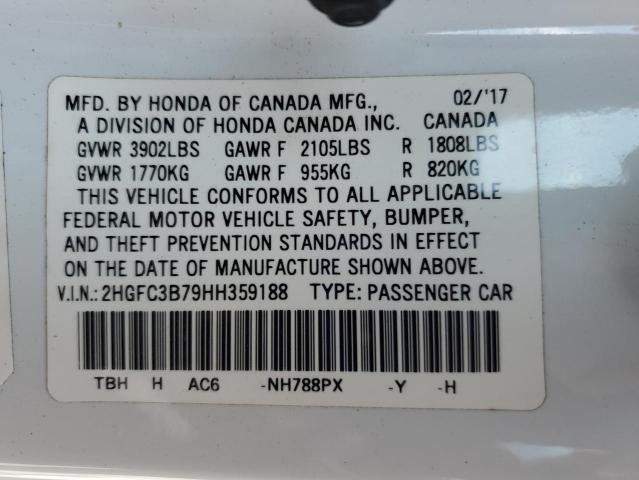 MFD. BY HONDA OF CANADA MFG., 02/'17
A DIVISION OF HONDA CANADA INC. CANADA
GVWR 3902LBS GAWR F 2105LBS R 1808LBS
GVWR 1770KG GAWR F 955KG R 820KG
THIS VEHICLE CONFORMS TO ALL APPLICABLE
FEDERAL MOTOR VEHICLE SAFETY, BUMPER,
AND THEFT PREVENTION STANDARDS IN EFFECT
ON THE DATE OF MANUFACTURE SHOWN ABOVE.
V.I.N.: 2HGFC3B79HH359188 TYPE: PASSENGER CAR
TBH H AC6 -NH788PX -Y -H